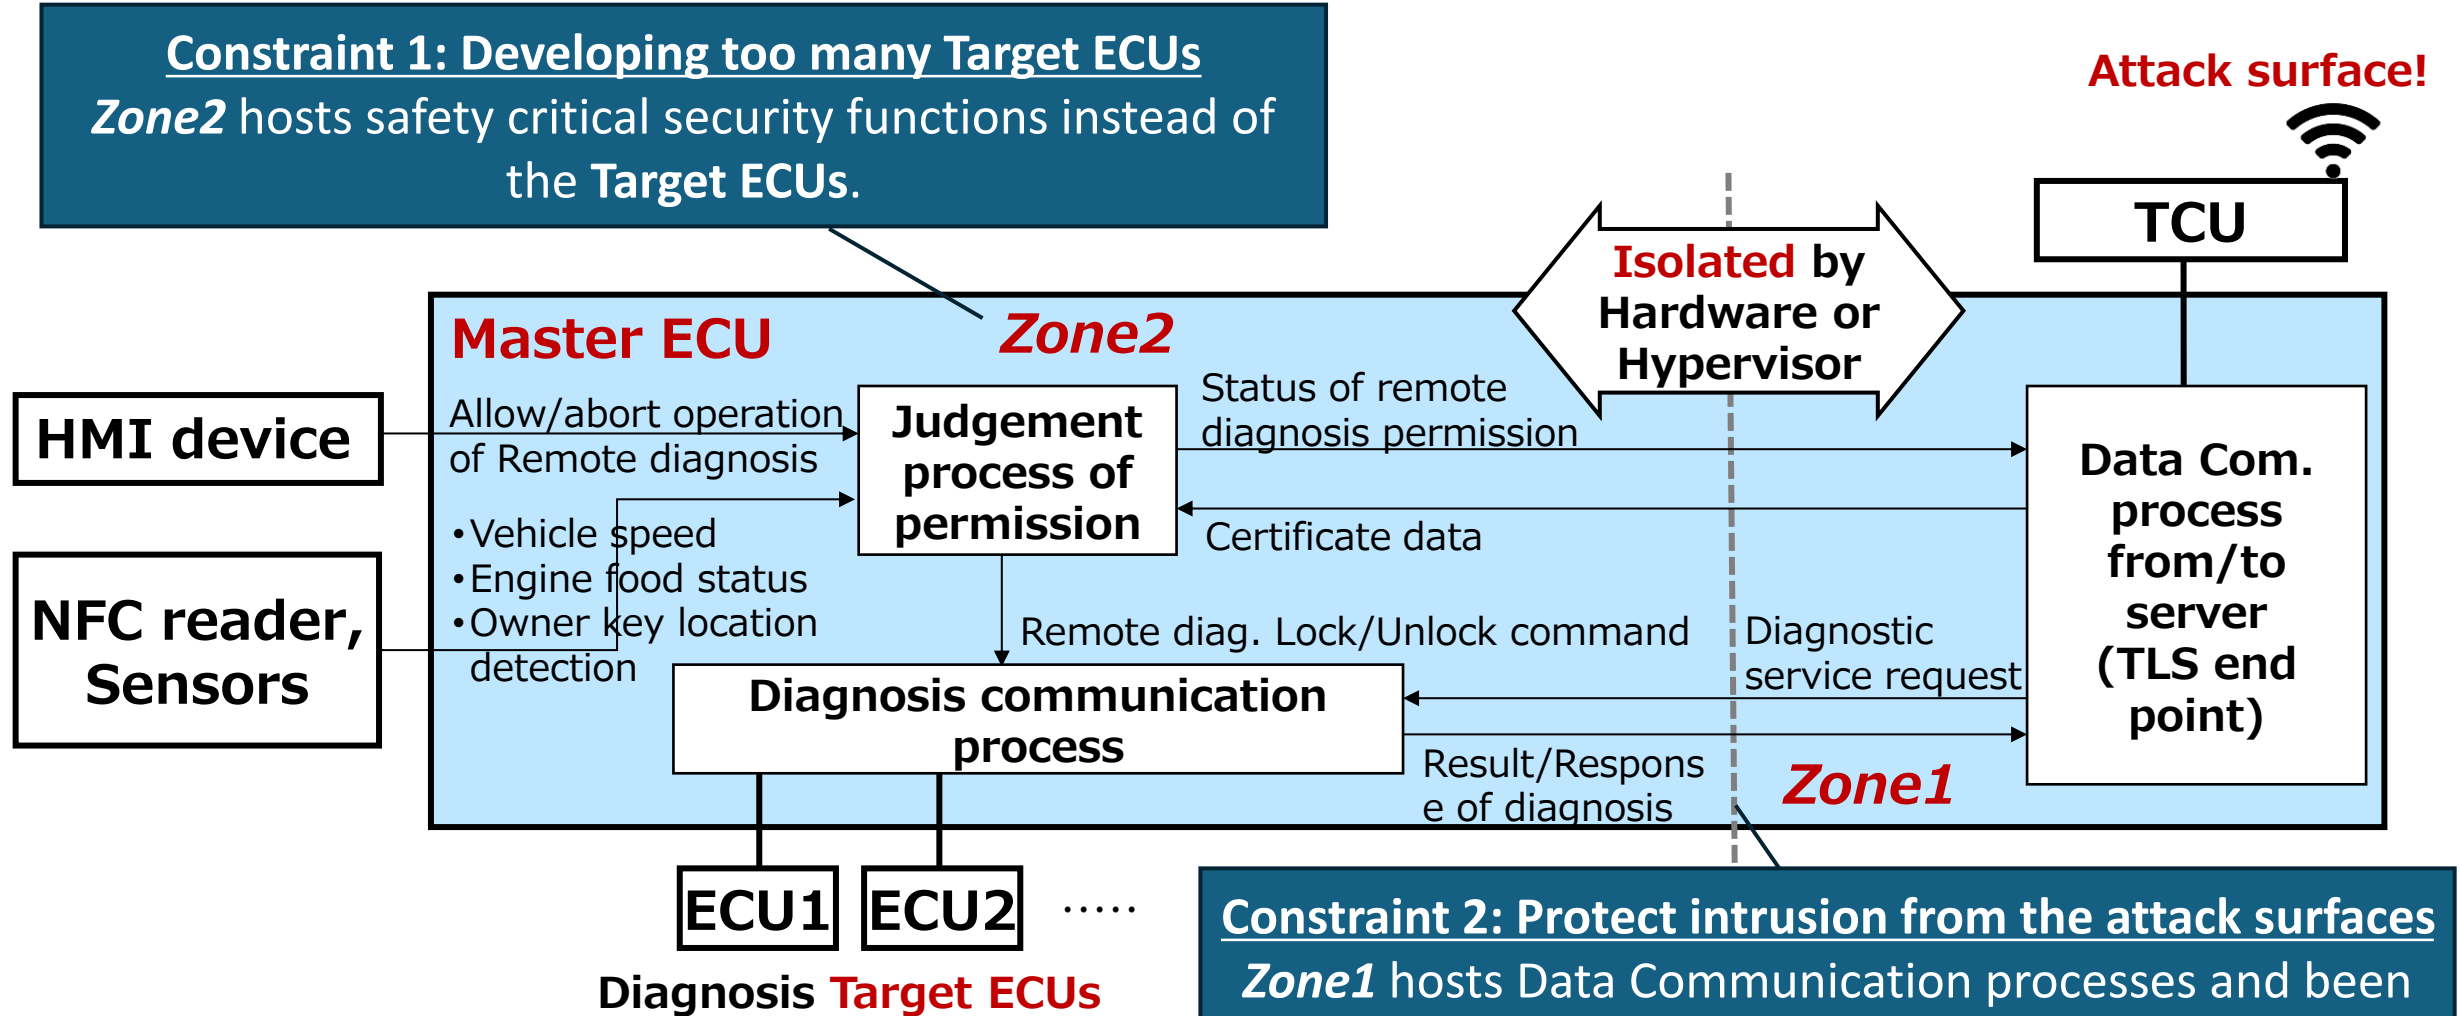 Constraint 1: Developing too many Target ECUs
Zone2 hosts safety critical security functions instead of
the Target ECUs.
Attack surface!
TCU
Isolated by
Hardware or
Hypervisor
Master ECU
Zone2
HMI device
Allow/abort operation
of Remote diagnosis
Judgement
process of
permission
Status of remote
diagnosis permission
Certificate data
Data Com.
process
from/to
server
(TLS end
point)
NFC reader,
Sensors
・Vehicle speed
・Engine food status
・Owner key location
detection
Remote diag. Lock/Unlock command
Diagnostic
service request
Diagnosis communication
process
Result/Respons
e of diagnosis
Zone1
ECU1
ECU2
·····
Diagnosis Target ECUs
Constraint 2: Protect intrusion from the attack surfaces
Zone1 hosts Data Communication processes and been